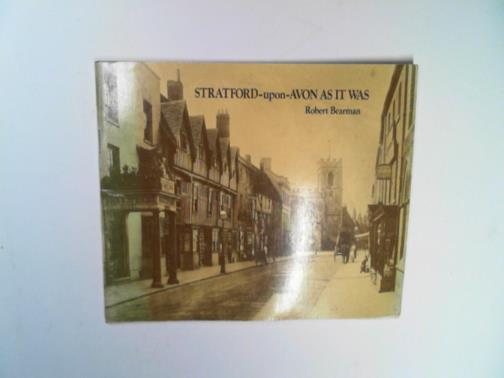 STRATFORD-upon-AVON AS IT WAS
Robert Bearman